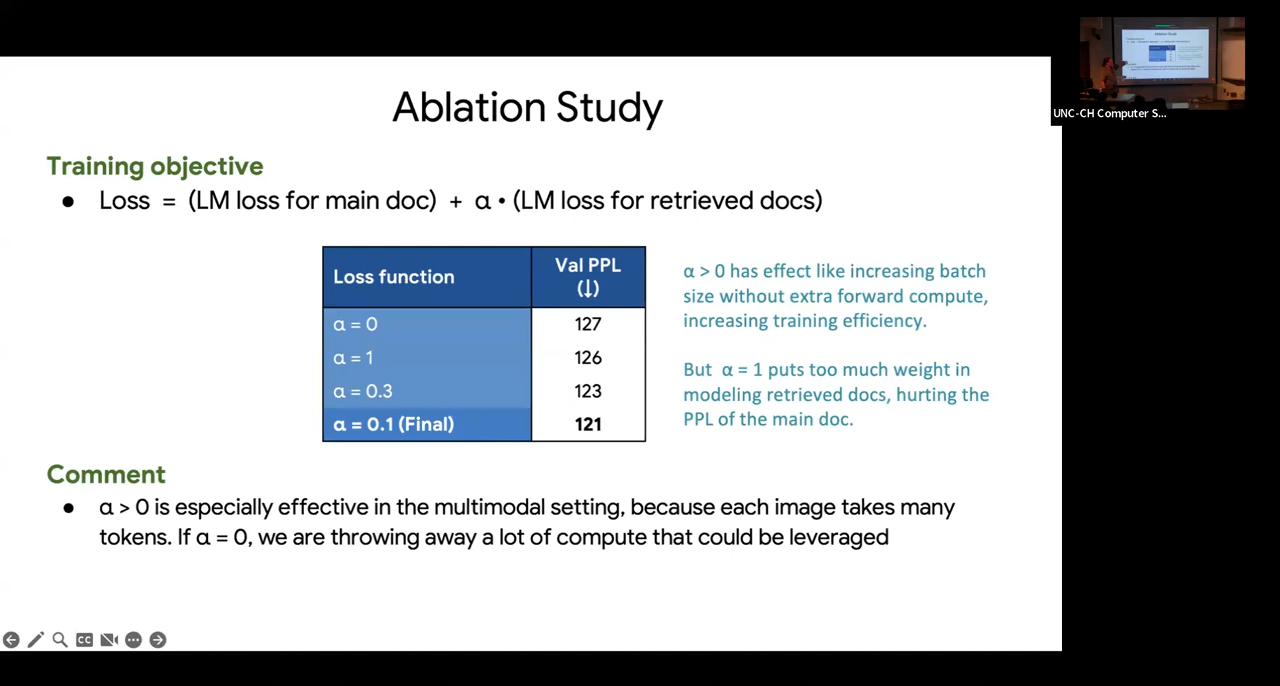 Ablation Study
Training objective
● Loss = (LM loss for main doc) + α • (LM loss for retrieved docs)
Loss function
Val PPL
(↓)
α = 0
127
α = 1
126
α = 0.3
123
α = 0.1 (Final)
121
α > 0 has effect like increasing batch
size without extra forward compute,
increasing training efficiency.
But α = 1 puts too much weight in
modeling retrieved docs, hurting the
PPL of the main doc.
Comment
● α > 0 is especially effective in the multimodal setting, because each image takes many
tokens. If α = 0, we are throwing away a lot of compute that could be leveraged
CC
UNC-CH Computer S...